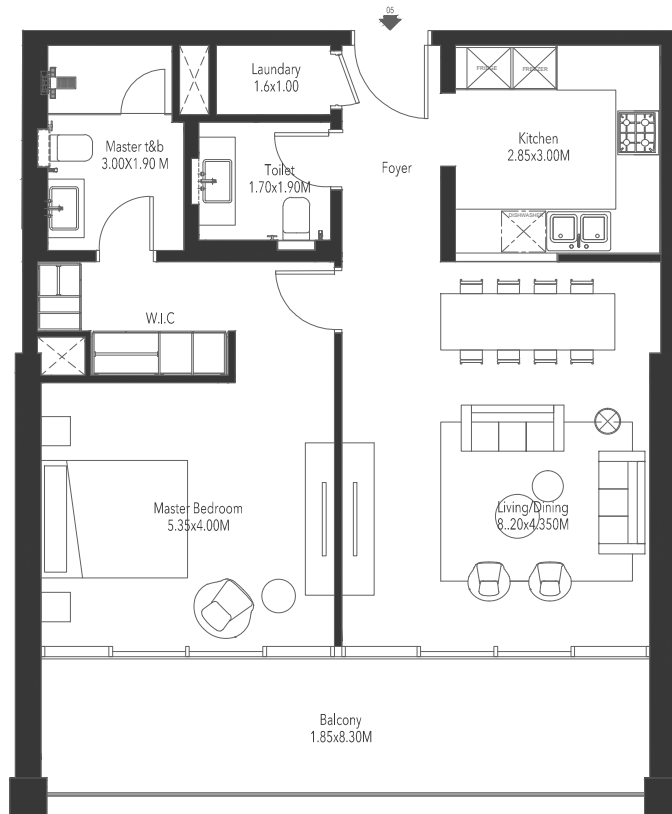 05
Laundary
1.6x1.00
FRIDGE
FREEZER
Kitchen
2.85x3.00M
Master t&b
3.00X1.90 M
Toilet
1.70x1.90M
Foyer
DISHWASHER
W.I.C
Master Bedroom
5.35x4.00M
Living/Dining
8..20x4.350M
Balcony
1.85x8.30M